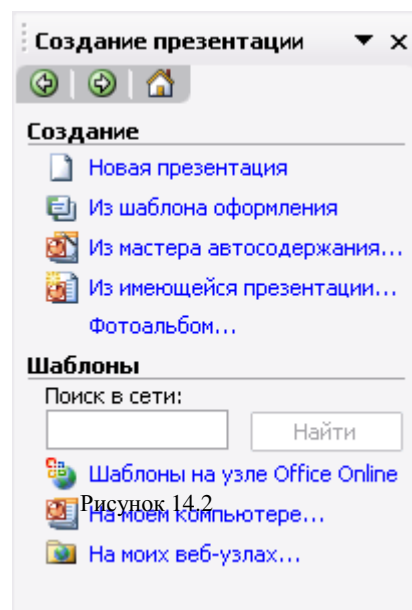 Создание презентации
Создание
Новая презентация
Из шаблона оформления
Из мастера автосодержания...
Из имеющейся презентации...
Фотоальбом...
Шаблоны
Поиск в сети:
Найти
Шаблоны на узле Office Online
Рисунок 14.2
На моем компьютере...
На моих веб-узлах...